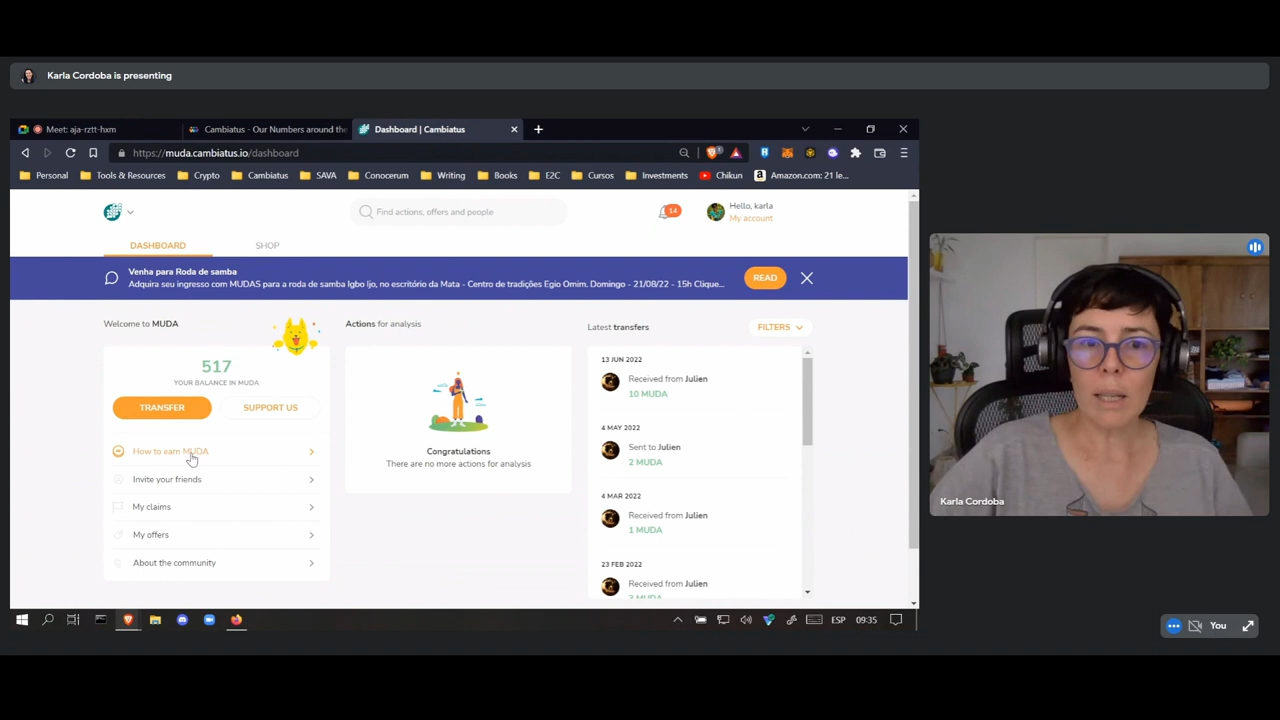 Karla Cordoba is presenting
Meet: aja-rztt-hxm
Cambiatus - Our Numbers around the
Dashboard | Cambiatus
https://muda.cambiatus.io/dashboard
1
Personal
Tools & Resources
Crypto
Cambiatus
SAVA
Conocerum
Writing
Books
E2C
Cursos
Investments
Chikun
Amazon.com: 21 le...
Find actions, offers and people
14
Hello, karla
My account
DASHBOARD
SHOP
Venha para Roda de samba
Adquira seu ingresso com MUDAS para a roda de samba Igbo Ijo, no escritório da Mata - Centro de tradições Egio Omim. Domingo - 21/08/22 - 15h Clique...
READ
Welcome to MUDA
517
YOUR BALANCE IN MUDA
TRANSFER
SUPPORT US
How to earn MUDA
Invite your friends
My claims
My offers
About the community
Actions for analysis
Congratulations
There are no more actions for analysis
Latest transfers
FILTERS
13 JUN 2022
Received from Julien
10 MUDA
4 MAY 2022
Sent to Julien
2 MUDA
4 MAR 2022
Received from Julien
1 MUDA
23 FEB 2022
Received from Julien
3 MUDA
Karla Cordoba
ESP
09:35
You